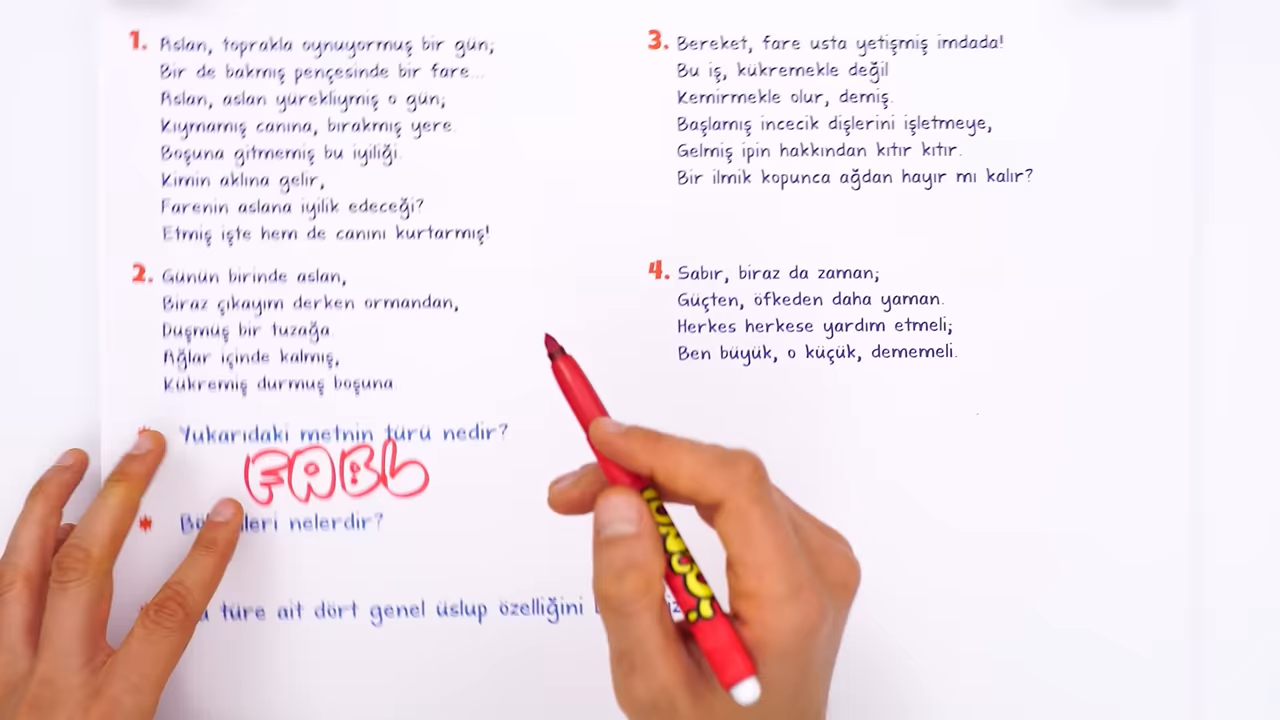 1. Aslan, toprakla oynuyormuş bir gün;
Bir de bakmış pençesinde bir fare...
Aslan, aslan yürekliymiş o gün;
Kıymamış canına, bırakmış yere.
Boşuna gitmemiş bu iyiliği.
Kimin aklına gelir,
Farenin aslana iyilik edeceği?
Etmiş işte hem de canını kurtarmış!
2. Günün birinde aslan,
Biraz çıkayım derken ormandan,
Düşmüş bir tuzağa.
Ağlar içinde kalmış,
Kükremiş durmuş boşuna.
3. Bereket, fare usta yetişmiş imdada!
Bu iş, kükremekle değil
Kemirmekle olur, demiş.
Başlamış incecik dişlerini işletmeye,
Gelmiş ipin hakkından kıtır kıtır.
Bir ilmik kopunca ağdan hayır mı kalır?
4. Sabır, biraz da zaman;
Güçten, öfkeden daha yaman.
Herkes herkese yardım etmeli;
Ben büyük, o küçük, dememeli.
* Yukarıdaki metnin türü nedir?
FABL
* nelerdir?
türe ait dört genel üslup özelliğini